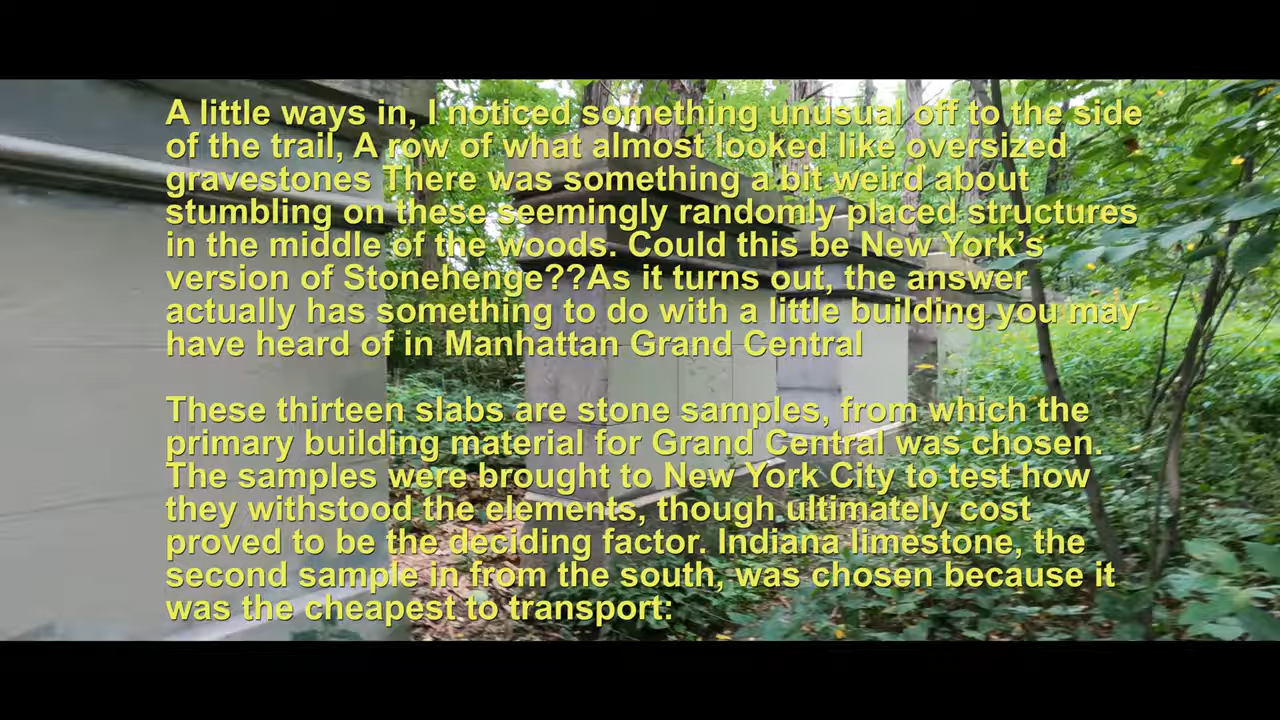 A little ways in, I noticed something unusual off to the side
of the trail, A row of what almost looked like oversized
gravestones There was something a bit weird about
stumbling on these seemingly randomly placed structures
in the middle of the woods. Could this be New York’s
version of Stonehenge??As it turns out, the answer
actually has something to do with a little building you may
have heard of in Manhattan Grand Central
These thirteen slabs are stone samples, from which the
primary building material for Grand Central was chosen.
The samples were brought to New York City to test how
they withstood the elements, though ultimately cost
proved to be the deciding factor. Indiana limestone, the
second sample in from the south, was chosen because it
was the cheapest to transport: